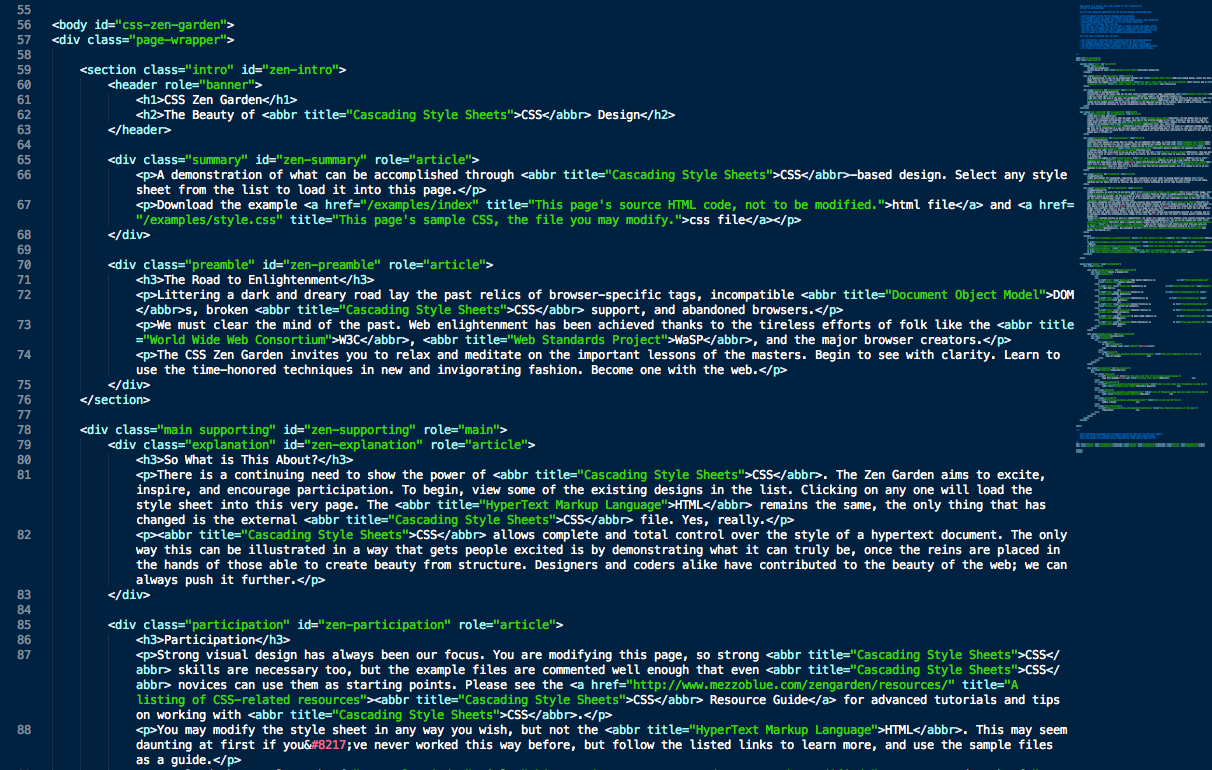 55
56 <body id="css-zen-garden">
57 <div class="page-wrapper">
58
59 <section class="intro" id="zen-intro">
60 <header role="banner">
61 <h1>CSS Zen Garden</h1>
62 <h2>The Beauty of <abbr title="Cascading Style Sheets">CSS</abbr> Design</h2>
63 </header>
64
65 <div class="summary" id="zen-summary" role="article">
66 <p>A demonstration of what can be accomplished through <abbr title="Cascading Style Sheets">CSS</abbr>-based design. Select any style
sheet from the list to load it into this page.</p>
67 <p>Download the example <a href="/examples/index" title="This page's source HTML code, not to be modified.">html file</a> and <a href=
"/examples/style.css" title="This page's sample CSS, the file you may modify.">css file</a></p>
68 </div>
69
70 <div class="preamble" id="zen-preamble" role="article">
71 <h3>The Road to Enlightenment</h3>
72 <p>Littering a dark and dreary road lay the past relics of browser-specific tags, incompatible <abbr title="Document Object Model">DOM
</abbr>s, broken <abbr title="Cascading Style Sheets">CSS</abbr> support, and abandoned browsers.</p>
73 <p>We must clear the mind of the past. Web enlightenment has been achieved thanks to the tireless efforts of folk like the <abbr title
="World Wide Web Consortium">W3C</abbr>, <abbr title="Web Standards Project">WaSP</abbr>, and the major browser creators.</p>
74 <p>The CSS Zen Garden invites you to relax and meditate on the important lessons of the masters. Begin to see with clarity. Learn to
use the time-honored techniques in new and invigorating fashion. Become one with the web.</p>
75 </div>
76 </section>
77
78 <div class="main supporting" id="zen-supporting" role="main">
79 <div class="explanation" id="zen-explanation" role="article">
80 <h3>So What is This About?</h3>
81 <p>There is a continuing need to show the power of <abbr title="Cascading Style Sheets">CSS</abbr>. The Zen Garden aims to excite,
inspire, and encourage participation. To begin, view some of the existing designs in the list. Clicking on any one will load the
style sheet into this very page. The <abbr title="HyperText Markup Language">HTML</abbr> remains the same, the only thing that has
changed is the external <abbr title="Cascading Style Sheets">CSS</abbr> file. Yes, really.</p>
82 <p><abbr title="Cascading Style Sheets">CSS</abbr> allows complete and total control over the style of a hypertext document. The only
way this can be illustrated in a way that gets people excited is by demonstrating what it can truly be, once the reins are placed in
the hands of those able to create beauty from structure. Designers and coders alike have contributed to the beauty of the web; we can
always push it further.</p>
83 </div>
84
85 <div class="participation" id="zen-participation" role="article">
86 <h3>Participation</h3>
87 <p>Strong visual design has always been our focus. You are modifying this page, so strong <abbr title="Cascading Style Sheets">CSS</
abbr> skills are necessary too, but the example files are commented well enough that even <abbr title="Cascading Style Sheets">CSS</
abbr> novices can use them as starting points. Please see the <a href="http://www.mezzoblue.com/zengarden/resources/" title="A
listing of CSS-related resources"><abbr title="Cascading Style Sheets">CSS</abbr> Resource Guide</a> for advanced tutorials and tips
on working with <abbr title="Cascading Style Sheets">CSS</abbr>.</p>
88 <p>You may modify the style sheet in any way you wish, but not the <abbr title="HyperText Markup Language">HTML</abbr>. This may seem
daunting at first if you&#8217;ve never worked this way before, but follow the listed links to learn more, and use the sample files
as a guide.</p>